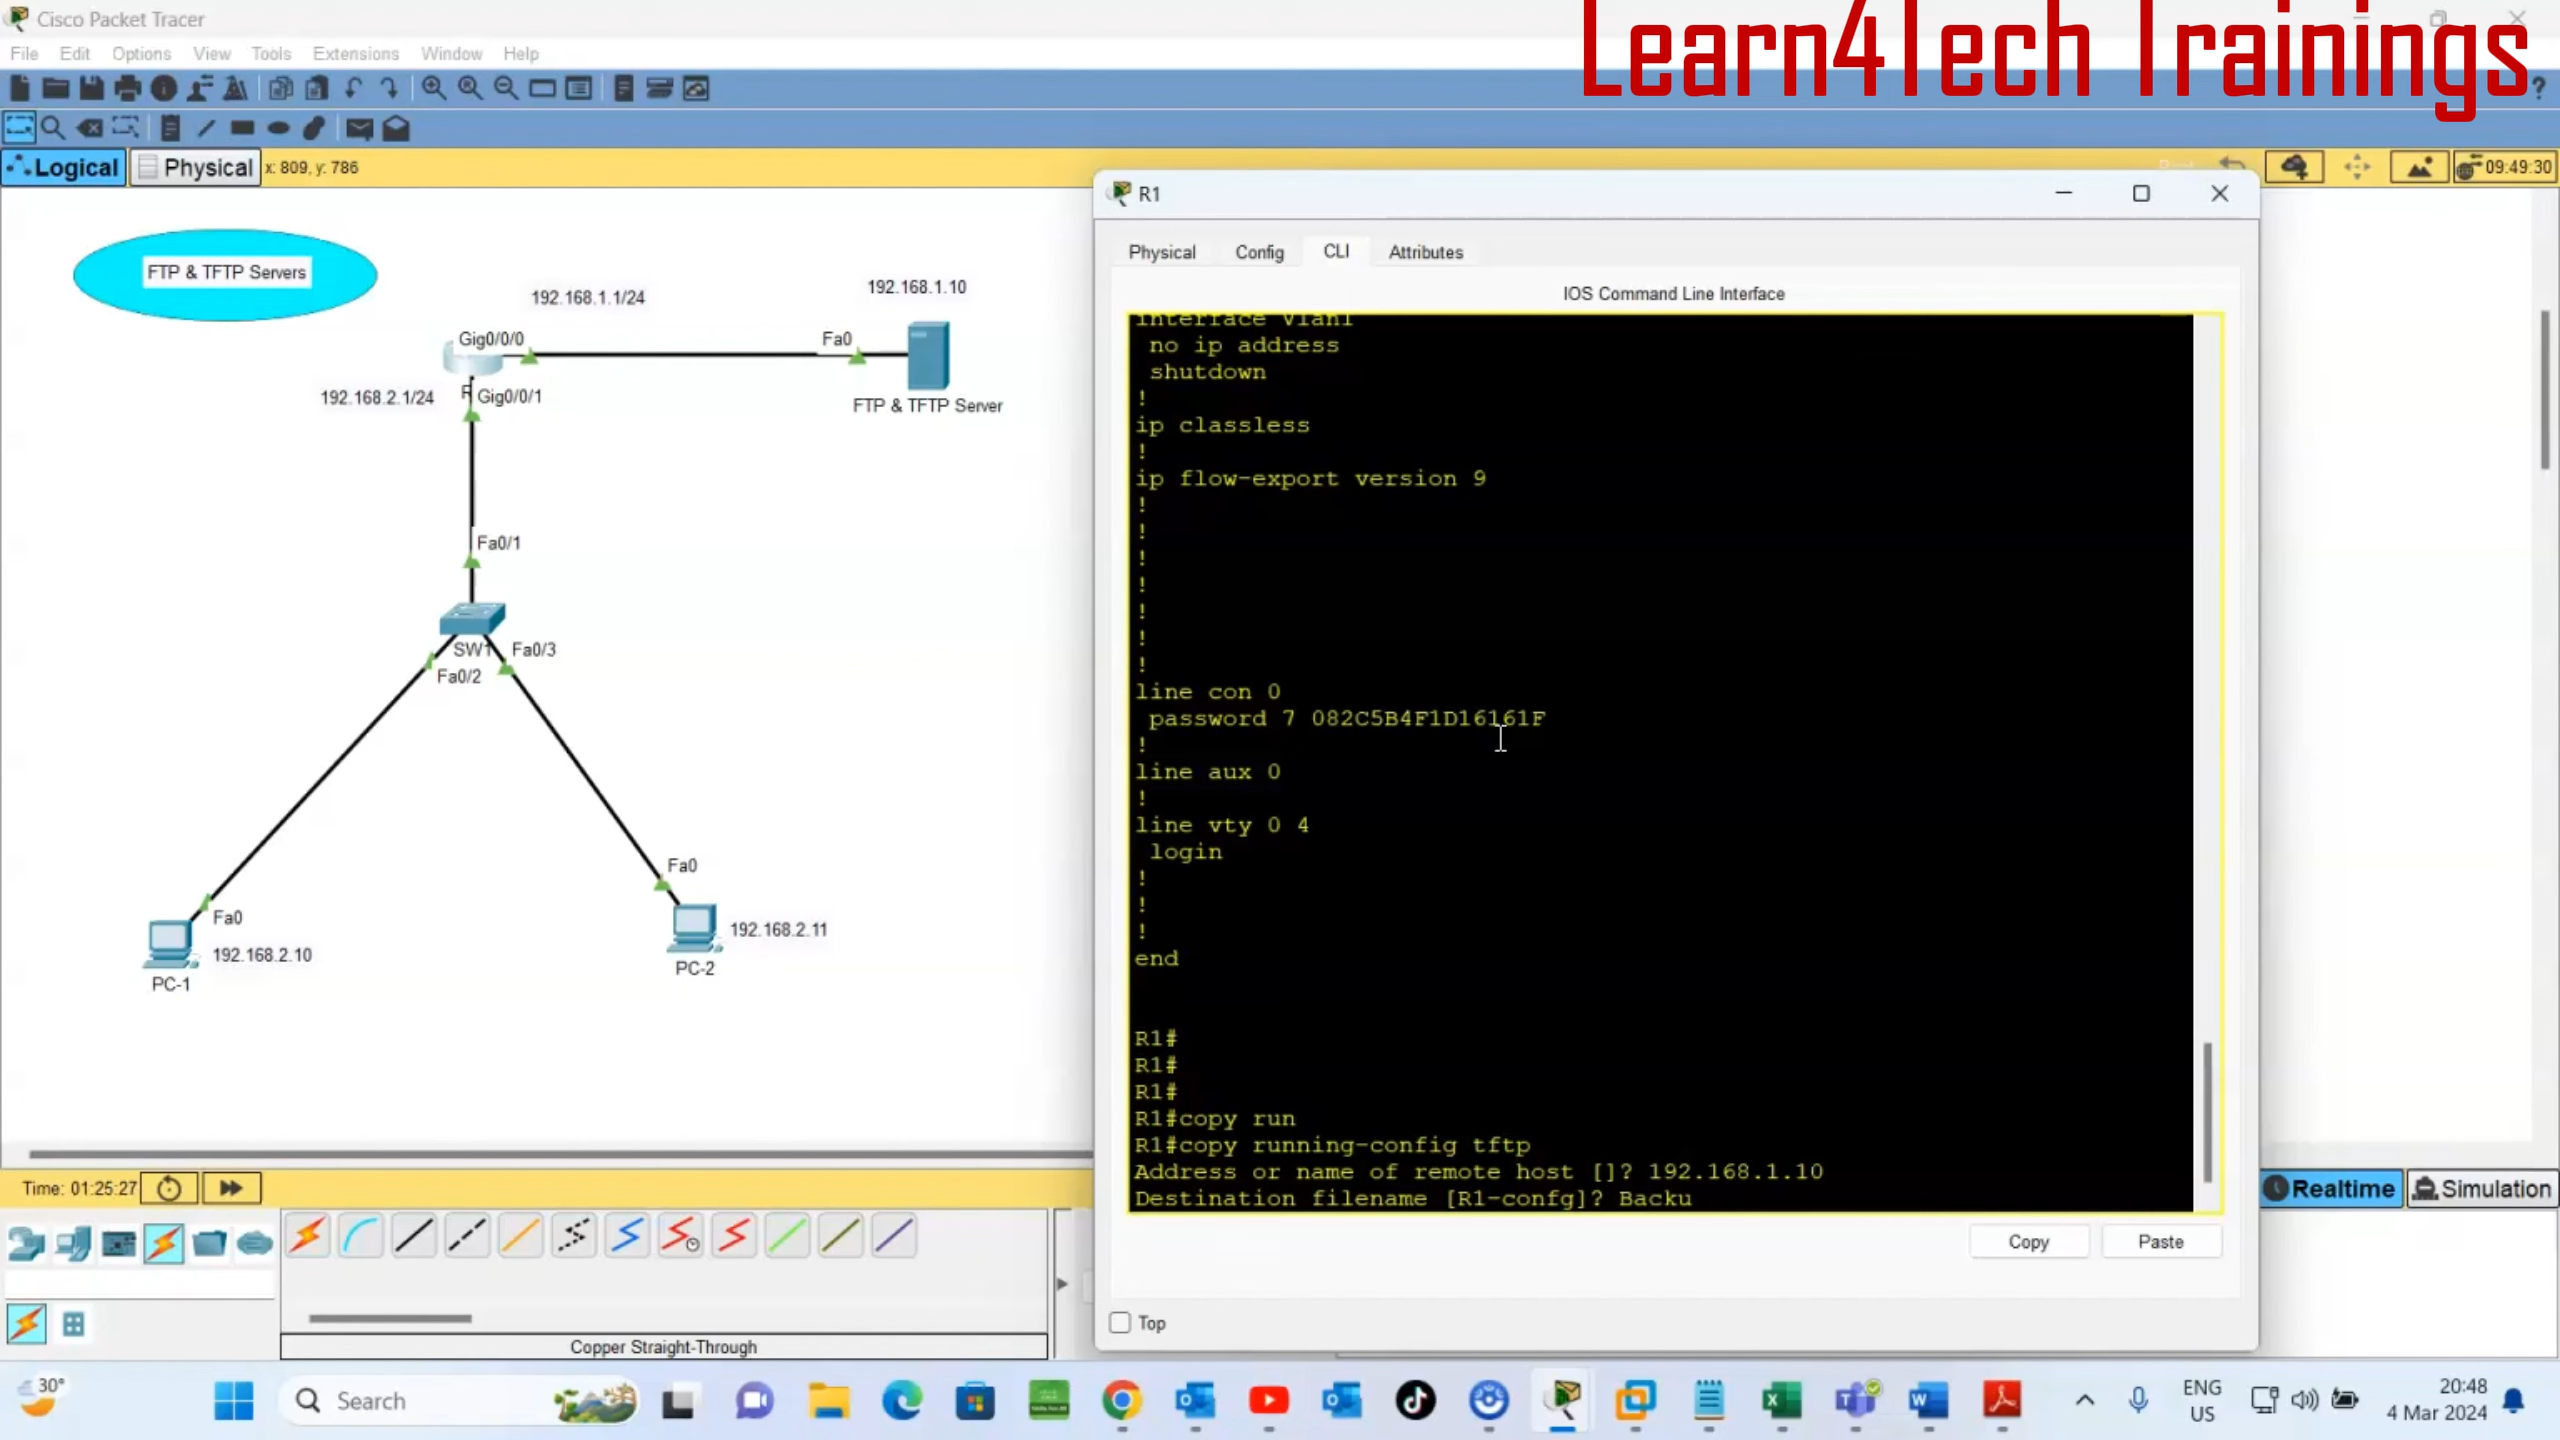 Cisco Packet Tracer
Learn4Tech Trainings
File Edit Options View Tools Extensions Window Help
Logical Physical x: 809, y: 786
09:49:30
FTP & TFTP Servers
192.168.1.1/24
192.168.1.10
Gig0/0/0
Fa0
192.168.2.1/24
Gig0/0/1
FTP & TFTP Server
Fa0/1
SW1
Fa0/3
Fa0/2
Fa0
Fa0
192.168.2.11
192.168.2.10
PC-2
PC-1
R1
Physical Config CLI Attributes
IOS Command Line Interface
interface Vlan1
no ip address
shutdown
!
ip classless
!
ip flow-export version 9
!
!
!
!
!
!
!
line con 0
password 7 082C5B4F1D16161F
!
line aux 0
!
line vty 0 4
login
!
!
!
end
R1#
R1#
R1#
R1#copy run
R1#copy running-config tftp
Address or name of remote host []? 192.168.1.10
Destination filename [R1-confg]? Backu
Copy Paste
Top
Time: 01:25:27
Realtime Simulation
Copper Straight-Through
30°
Search
ENG
US
20:48
4 Mar 2024